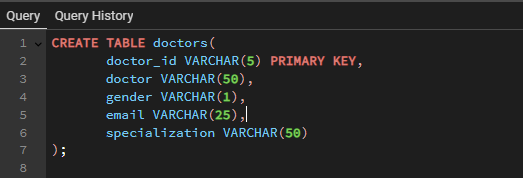 Query Query History
1 CREATE TABLE doctors(
2 doctor_id VARCHAR(5) PRIMARY KEY,
3 doctor VARCHAR(50),
4 gender VARCHAR(1),
5 email VARCHAR(25),
6 specialization VARCHAR(50)
7 );
8